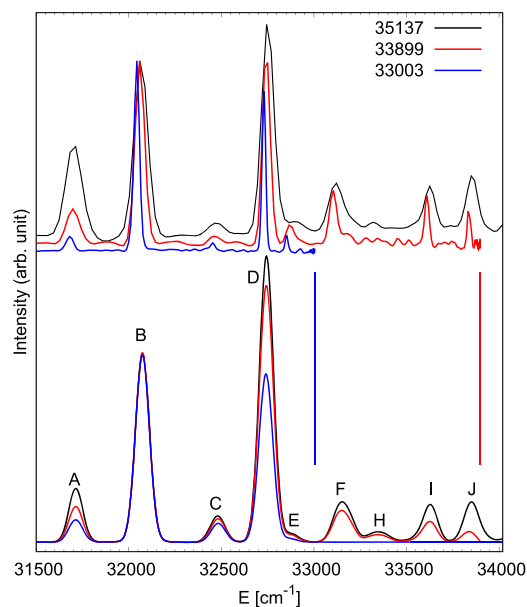 35137
33899
33003
Intensity (arb. unit)
D
B
A
C
E
F
H
I
J
31500 32000 32500 33000 33500 34000
E [cm⁻¹]